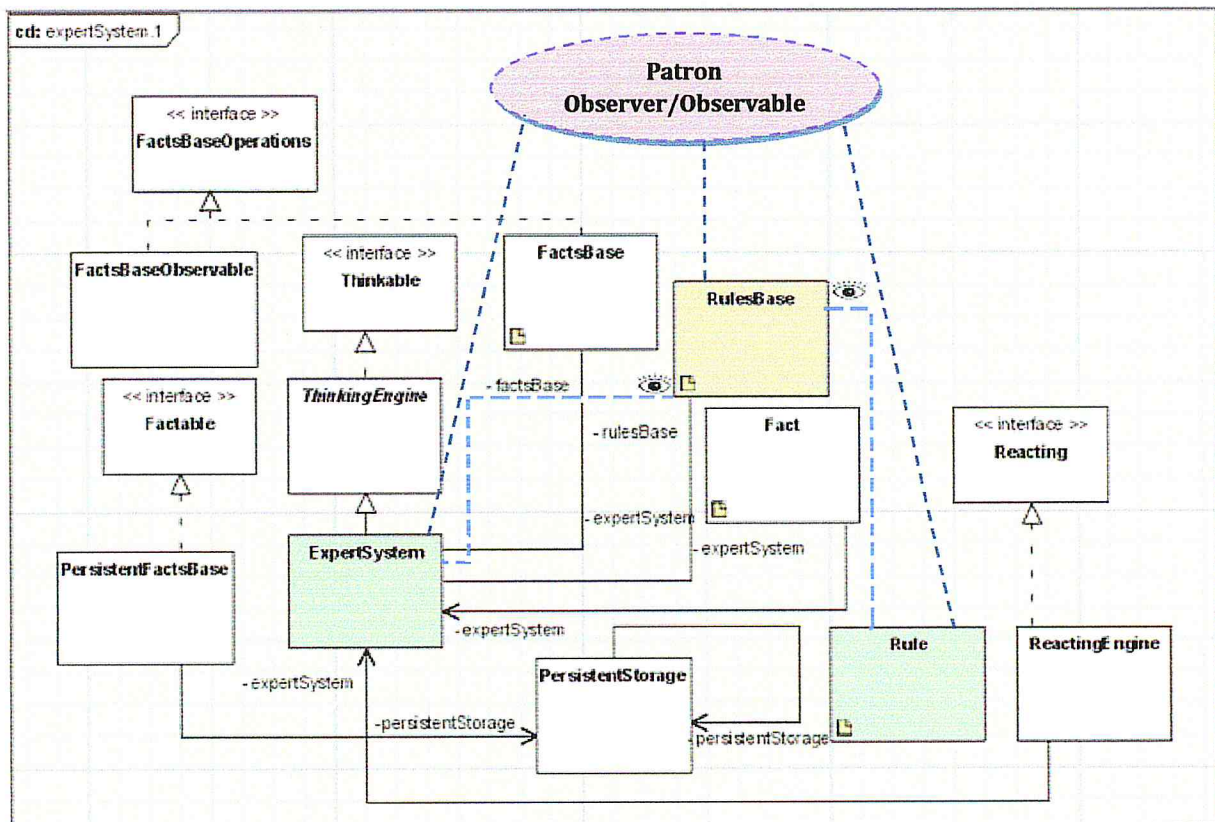 cd: expertSystem.1
Patron
Observer/Observable
<< interface >>
FactsBaseOperations
FactsBaseObservable
<< interface >>
Thinkable
FactsBase
RulesBase
<< interface >>
Factable
ThinkingEngine
-factsBase
-rulesBase
Fact
<< interface >>
Reacting
-expertSystem
-expertSystem
PersistentFactsBase
ExpertSystem
-expertSystem
-expertSystem
PersistentStorage
-persistentStorage
-persistentStorage
Rule
ReactingEngine